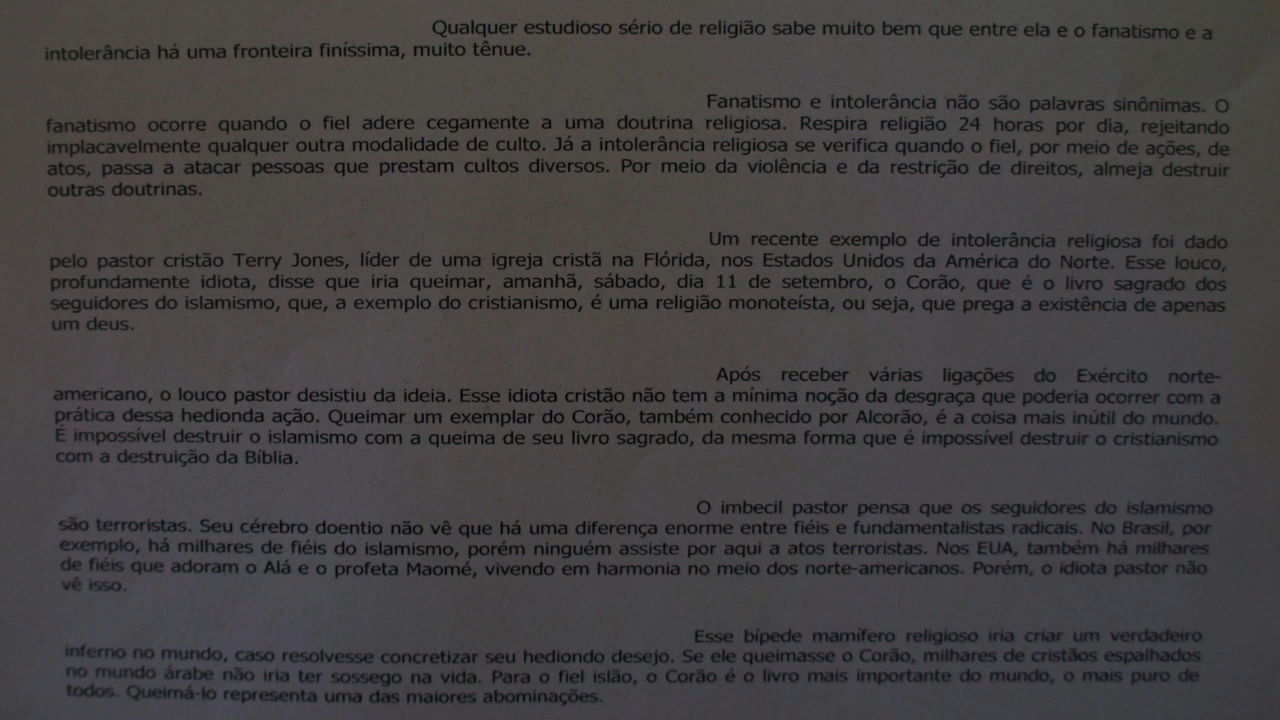 Qualquer estudioso sério de religião sabe muito bem que entre ela e o fanatismo e a
intolerância há uma fronteira finíssima, muito tênue.
Fanatismo e intolerância não são palavras sinônimas. O
fanatismo ocorre quando o fiel adere cegamente a uma doutrina religiosa. Respira religião 24 horas por dia, rejeitando
implacavelmente qualquer outra modalidade de culto. Já a intolerância religiosa se verifica quando o fiel, por meio de ações, de
atos, passa a atacar pessoas que prestam cultos diversos. Por meio da violência e da restrição de direitos, almeja destruir
outras doutrinas.
Um recente exemplo de intolerância religiosa foi dado
pelo pastor cristão Terry Jones, líder de uma igreja cristã na Flórida, nos Estados Unidos da América do Norte. Esse louco,
profundamente idiota, disse que iria queimar, amanhã, sábado, dia 11 de setembro, o Corão, que é o livro sagrado dos
seguidores do islamismo, que, a exemplo do cristianismo, é uma religião monoteísta, ou seja, que prega a existência de apenas
um deus.
Após receber várias ligações do Exército norte-
americano, o louco pastor desistiu da ideia. Esse idiota cristão não tem a mínima noção da desgraça que poderia ocorrer com a
prática dessa hedionda ação. Queimar um exemplar do Corão, também conhecido por Alcorão, é a coisa mais inútil do mundo.
É impossível destruir o islamismo com a queima de seu livro sagrado, da mesma forma que é impossível destruir o cristianismo
com a destruição da Bíblia.
O imbecil pastor pensa que os seguidores do islamismo
são terroristas. Seu cérebro doentio não vê que há uma diferença enorme entre fiéis e fundamentalistas radicais. No Brasil, por
exemplo, há milhares de fiéis do islamismo, porém ninguém assiste por aqui a atos terroristas. Nos EUA, também há milhares
de fiéis que adoram o Alá e o profeta Maomé, vivendo em harmonia no meio dos norte-americanos. Porém, o idiota pastor não
vê isso.
Esse bípede mamífero religioso iria criar um verdadeiro
inferno no mundo, caso resolvesse concretizar seu hediondo desejo. Se ele queimasse o Corão, milhares de cristãos espalhados
no mundo árabe não iria ter sossego na vida. Para o fiel islão, o Corão é o livro mais importante do mundo, o mais puro de
todos. Queimá-lo representa uma das maiores abominações.